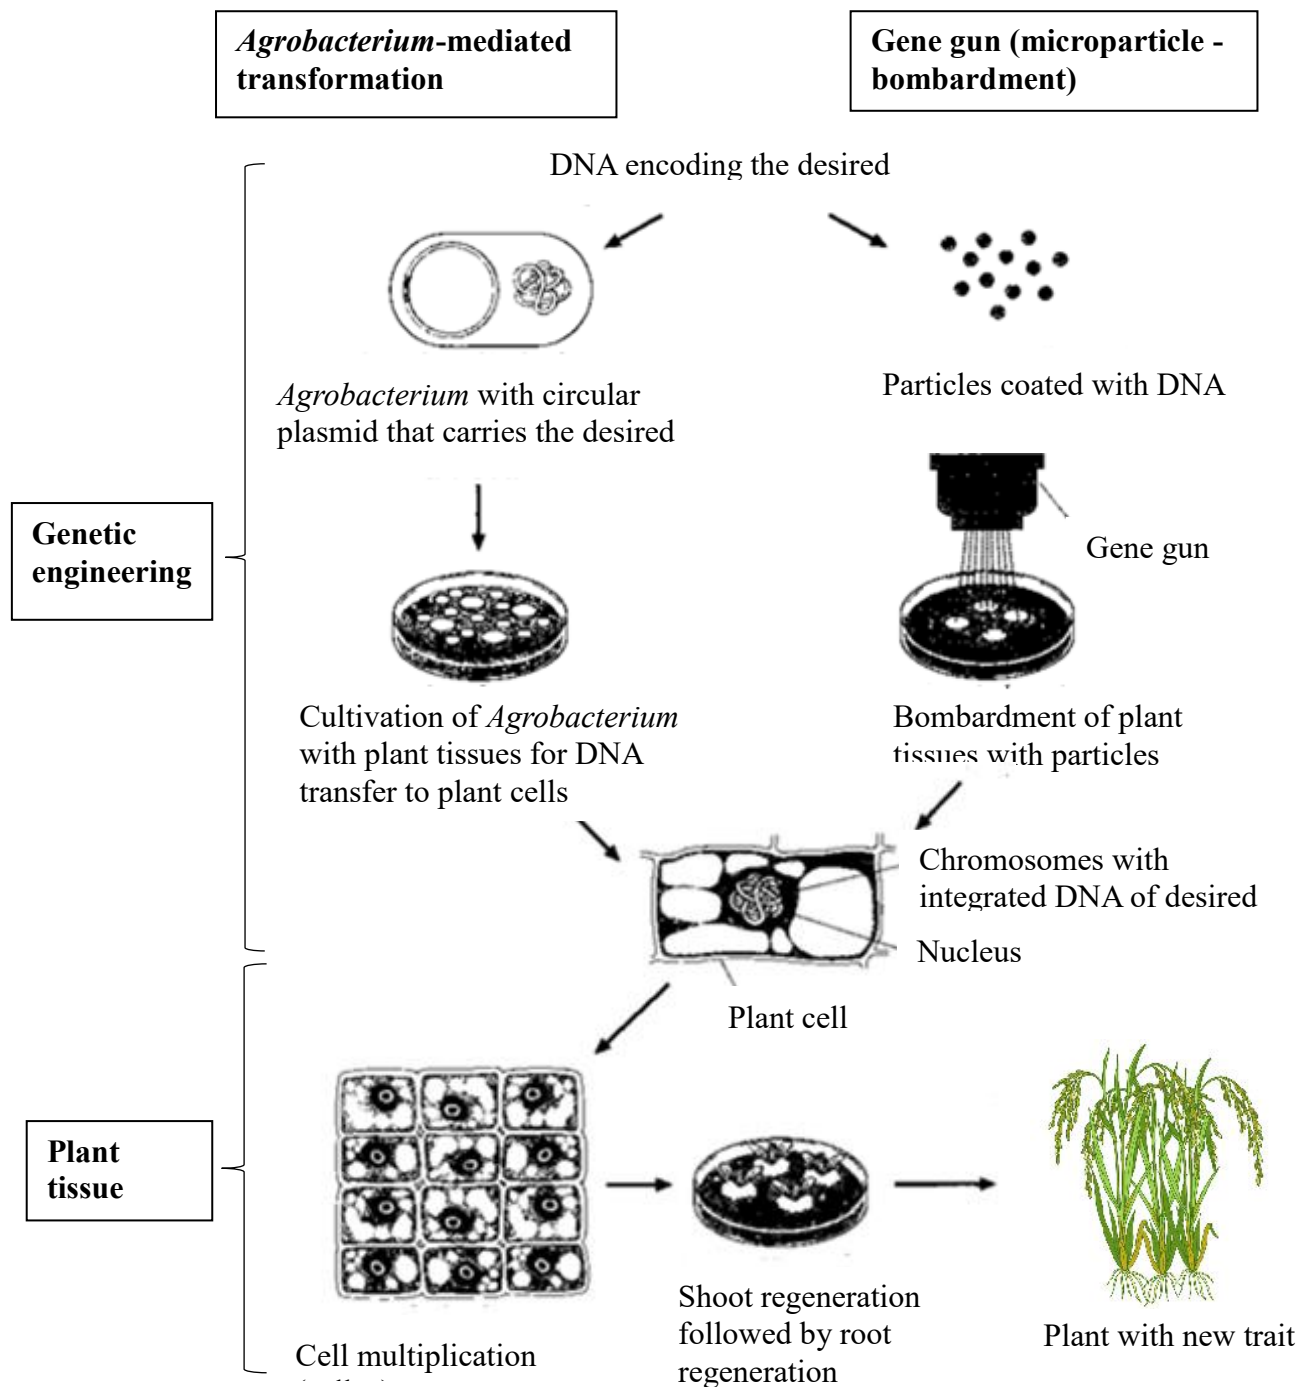 Agrobacterium-mediated
transformation
Gene gun (microparticle -
bombardment)
DNA encoding the desired
Agrobacterium with circular
plasmid that carries the desired
Particles coated with DNA
Genetic
engineering
Gene gun
Cultivation of Agrobacterium
with plant tissues for DNA
transfer to plant cells
Bombardment of plant
tissues with particles
Chromosomes with
integrated DNA of desired
Nucleus
Plant cell
Plant
tissue
Cell multiplication
Shoot regeneration
followed by root
regeneration
Plant with new trait